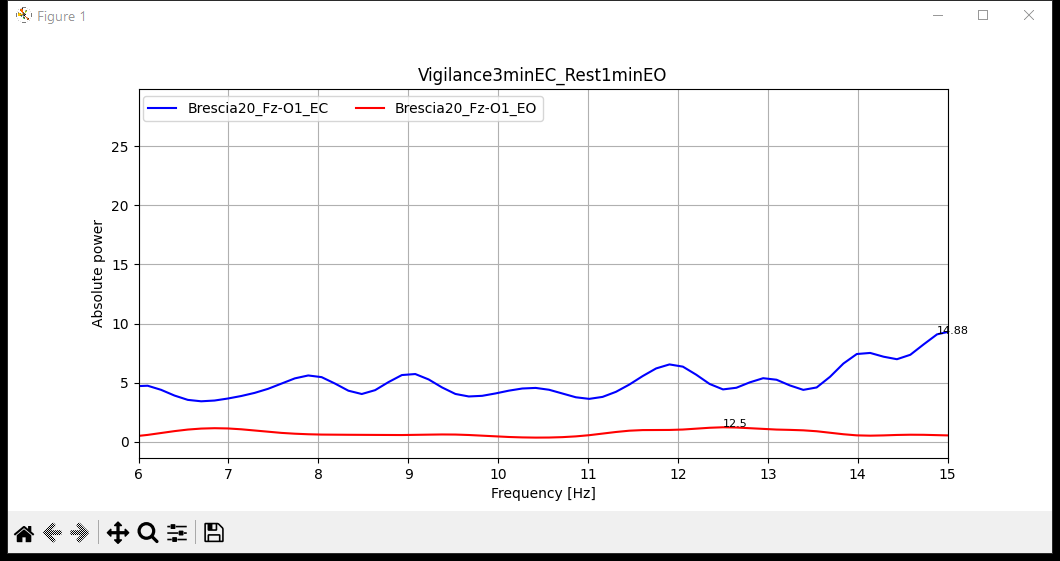 Figure 1
Vigilance3minEC_Rest1minEO
Brescia20_Fz-O1_EC
Brescia20_Fz-O1_EO
25
20
15
10
5
0
Absolute power
14.88
12.5
6 7 8 9 10 11 12 13 14 15
Frequency [Hz]